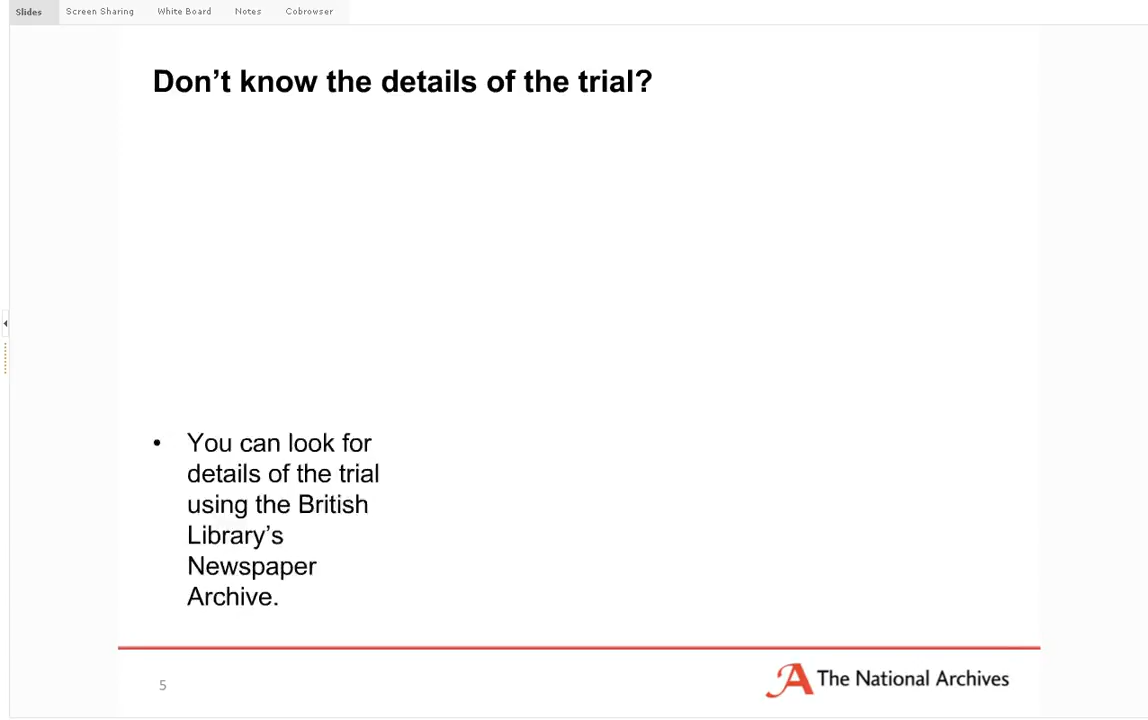 Slides Screen Sharing White Board Notes Cobrowser
Don’t know the details of the trial?
• You can look for
details of the trial
using the British
Library’s
Newspaper
Archive.
5
The National Archives